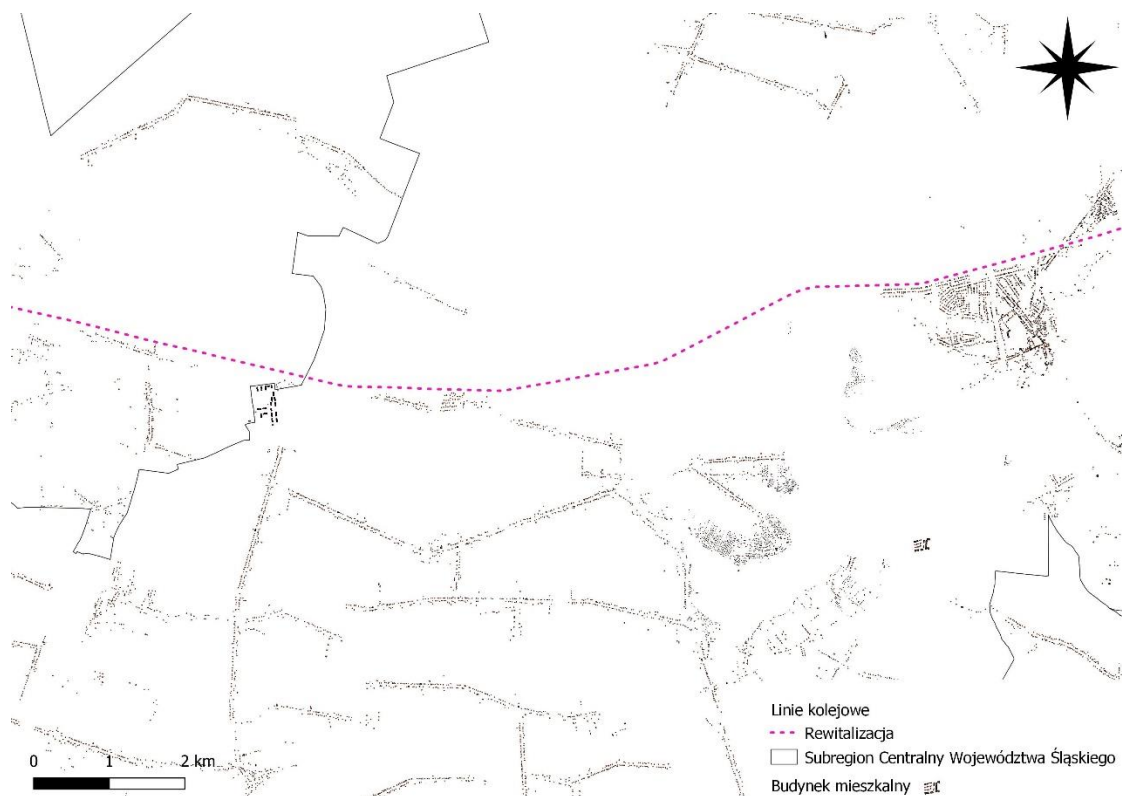 Linie kolejowe
Rewitalizacja
Subregion Centralny Województwa Śląskiego
Budynek mieszkalny
0 1 2 km